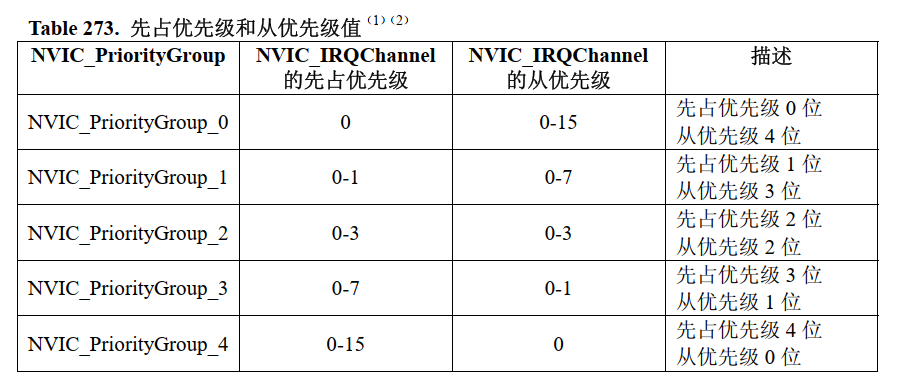 Table 273. 先占优先级和从优先级值（1）（2）
NVIC_PriorityGroup NVIC_IRQChannel 的先占优先级 NVIC_IRQChannel 的从优先级 描述
NVIC_PriorityGroup_0 0 0-15 先占优先级 0 位
从优先级 4 位
NVIC_PriorityGroup_1 0-1 0-7 先占优先级 1 位
从优先级 3 位
NVIC_PriorityGroup_2 0-3 0-3 先占优先级 2 位
从优先级 2 位
NVIC_PriorityGroup_3 0-7 0-1 先占优先级 3 位
从优先级 1 位
NVIC_PriorityGroup_4 0-15 0 先占优先级 4 位
从优先级 0 位